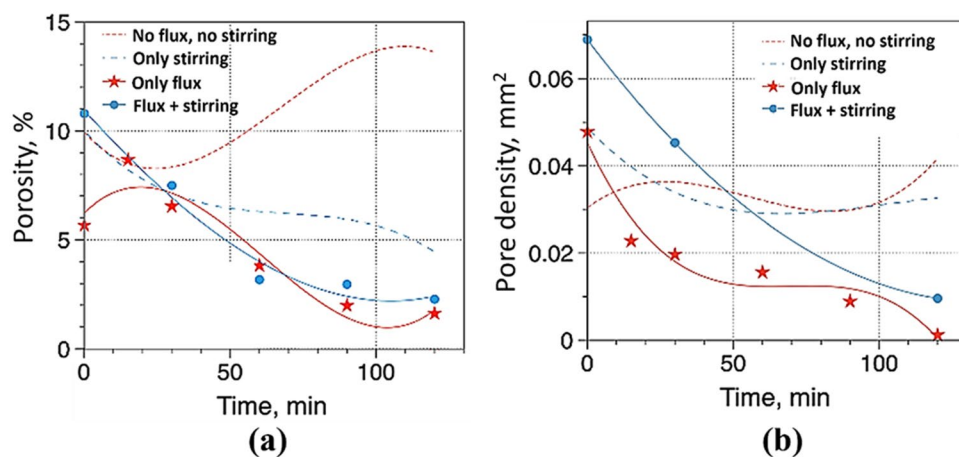 15
10
5
0
Porosity, %
No flux, no stirring
Only stirring
Only flux
Flux + stirring
0
50
100
Time, min
(a)
0.06
0.04
0.02
0
Pore density, mm²
No flux, no stirring
Only stirring
Only flux
Flux + stirring
0
50
100
Time, min
(b)